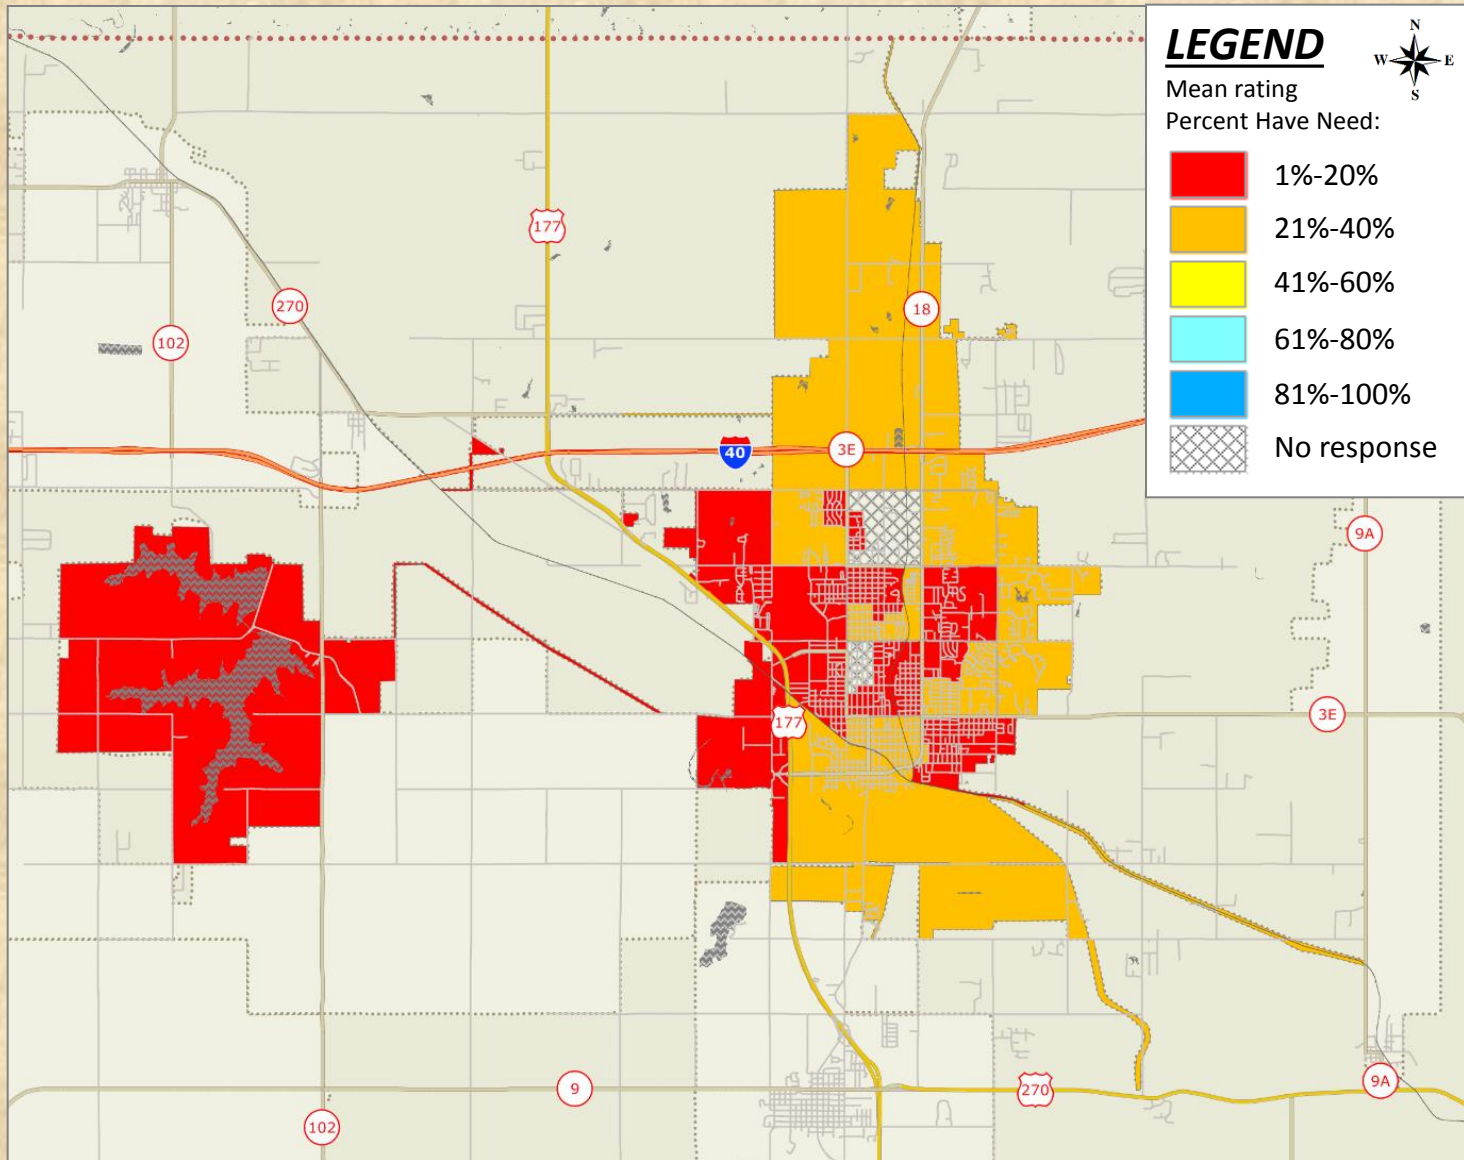 LEGEND
N
W E
S
Mean rating
Percent Have Need:
1%-20%
21%-40%
41%-60%
61%-80%
81%-100%
No response
177
270
18
102
40
3E
9A
3E
177
9
270
9A
102